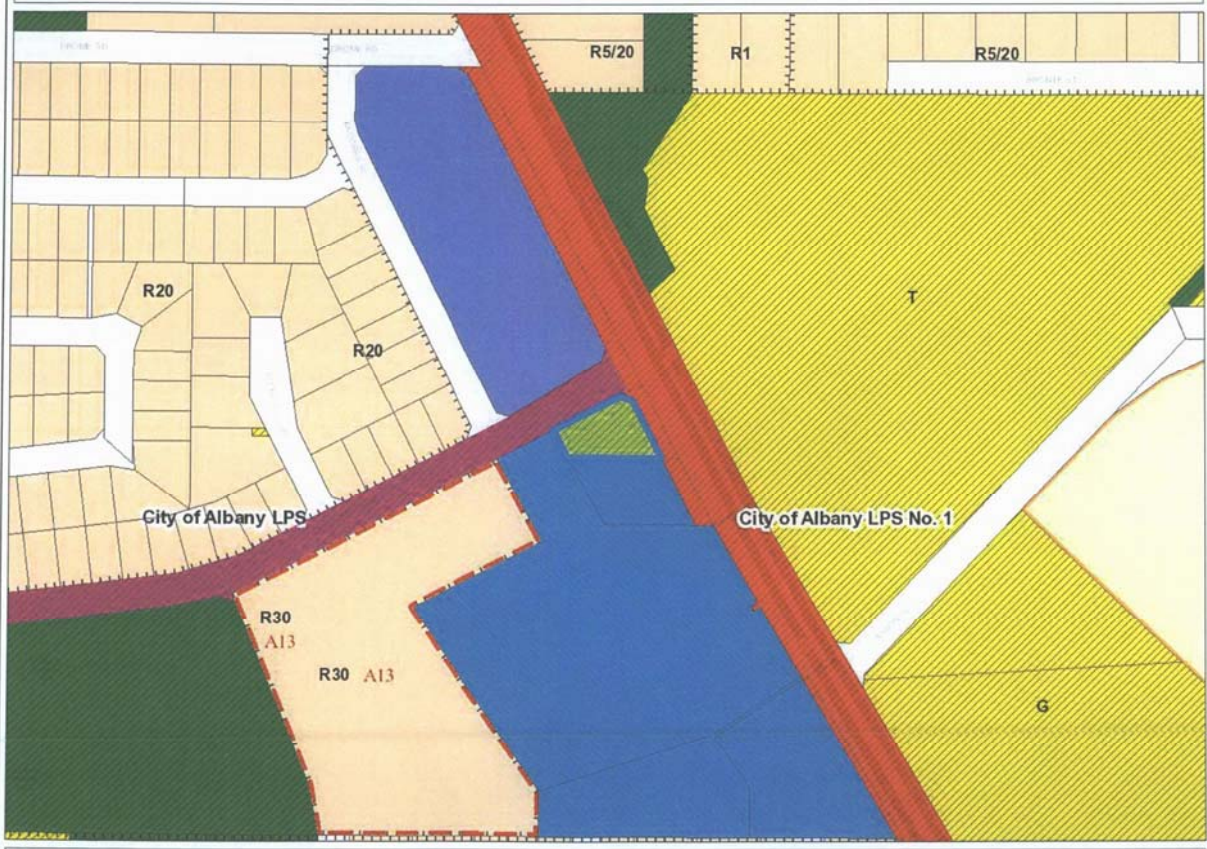 R5/20
R1
R5/20
T
R20
R20
City of Albany LPS
City of Albany LPS No. 1
R30
A13
R30 A13
G